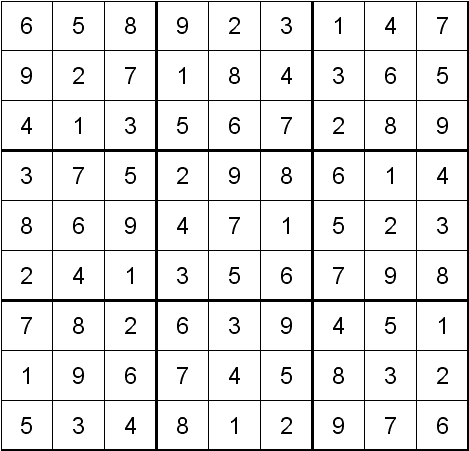 6 5 8 9 2 3 1 4 7
9 2 7 1 8 4 3 6 5
4 1 3 5 6 7 2 8 9
3 7 5 2 9 8 6 1 4
8 6 9 4 7 1 5 2 3
2 4 1 3 5 6 7 9 8
7 8 2 6 3 9 4 5 1
1 9 6 7 4 5 8 3 2
5 3 4 8 1 2 9 7 6